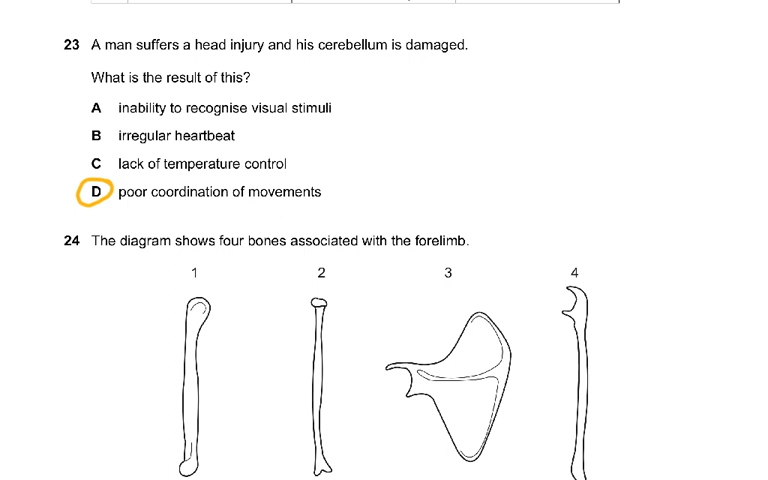 23 A man suffers a head injury and his cerebellum is damaged.
What is the result of this?
A inability to recognise visual stimuli
B irregular heartbeat
C lack of temperature control
D poor coordination of movements
24 The diagram shows four bones associated with the forelimb.
1 2 3 4